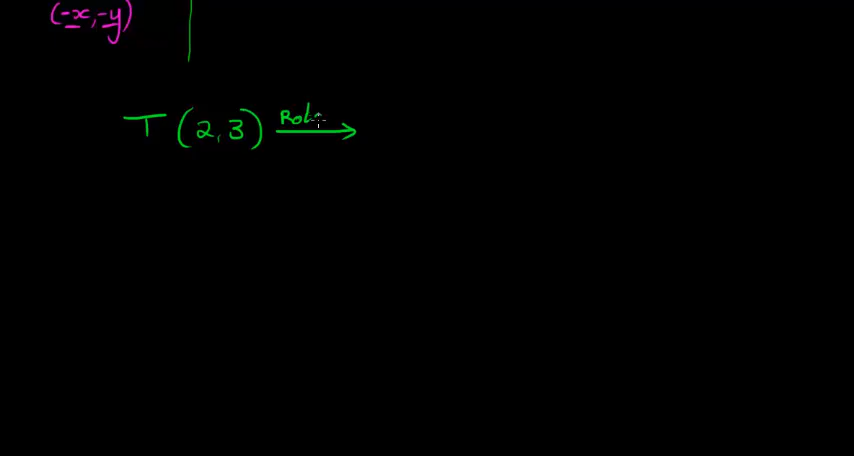 (-x, -y)
T (2, 3)